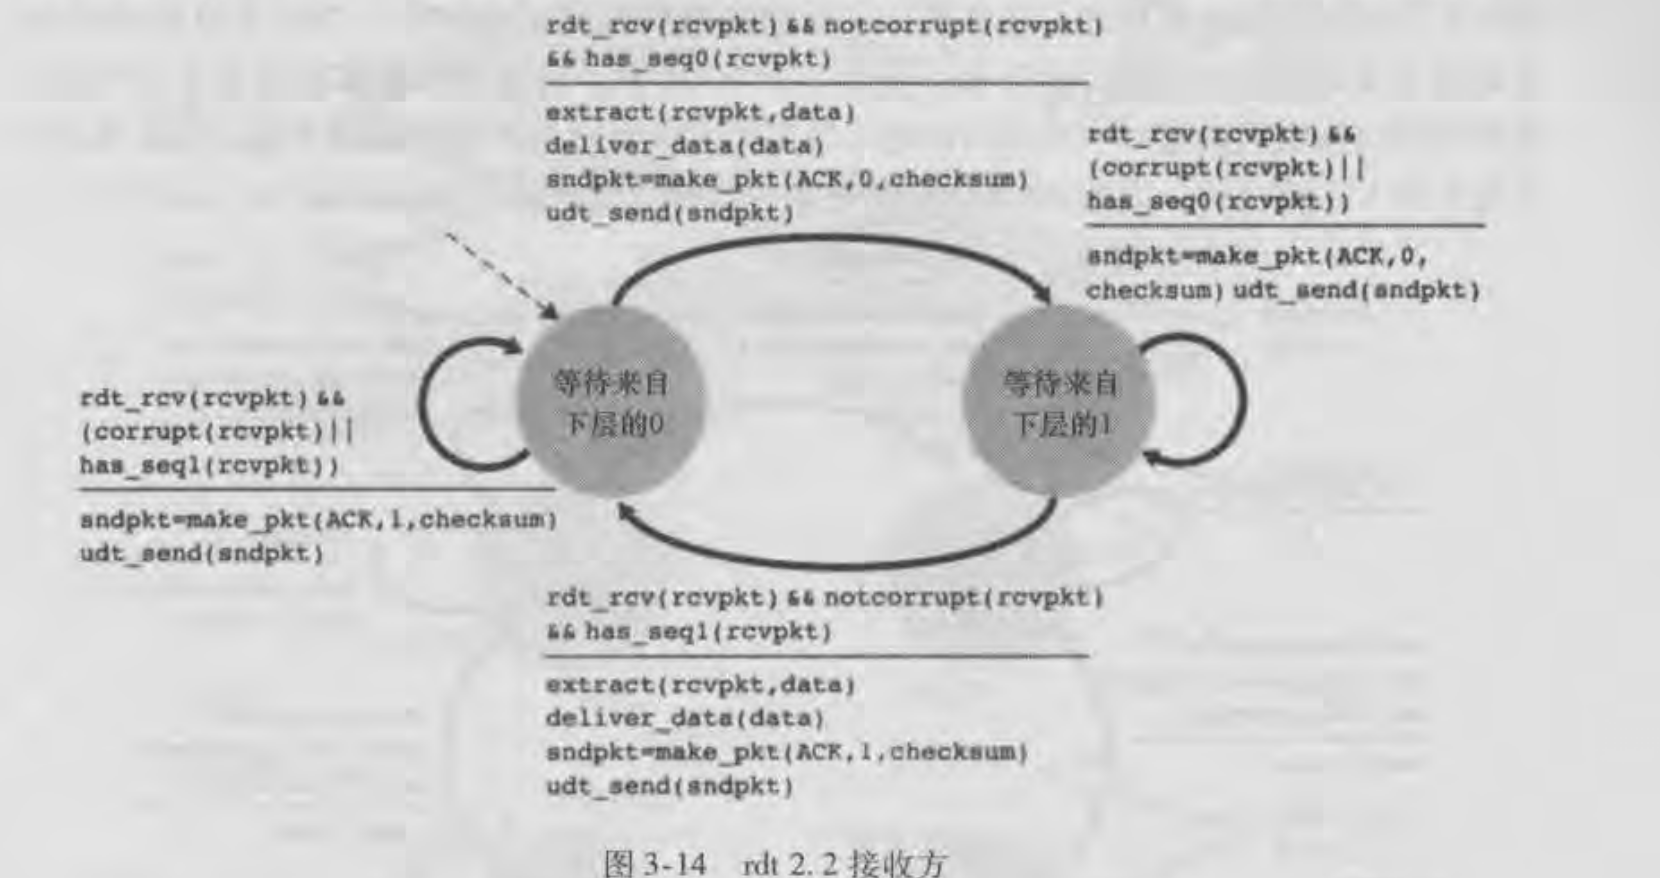 rdt_rcv(rcvpkt) && notcorrupt(rcvpkt)
&& has_seq0(rcvpkt)
extract(rcvpkt,data)
deliver_data(data)
sndpkt=make_pkt(ACK,0,checksum)
udt_send(sndpkt)
rdt_rcv(rcvpkt) &&
(corrupt(rcvpkt)||
has_seq0(rcvpkt))
sndpkt=make_pkt(ACK,0,
checksum) udt_send(sndpkt)
等待来自
下层的0
等待来自
下层的1
rdt_rcv(rcvpkt) &&
(corrupt(rcvpkt)||
has_seq1(rcvpkt))
sndpkt=make_pkt(ACK,1,checksum)
udt_send(sndpkt)
rdt_rcv(rcvpkt) && notcorrupt(rcvpkt)
&& has_seq1(rcvpkt)
extract(rcvpkt,data)
deliver_data(data)
sndpkt=make_pkt(ACK,1,checksum)
udt_send(sndpkt)
图 3-14 rdt 2.2 接收方